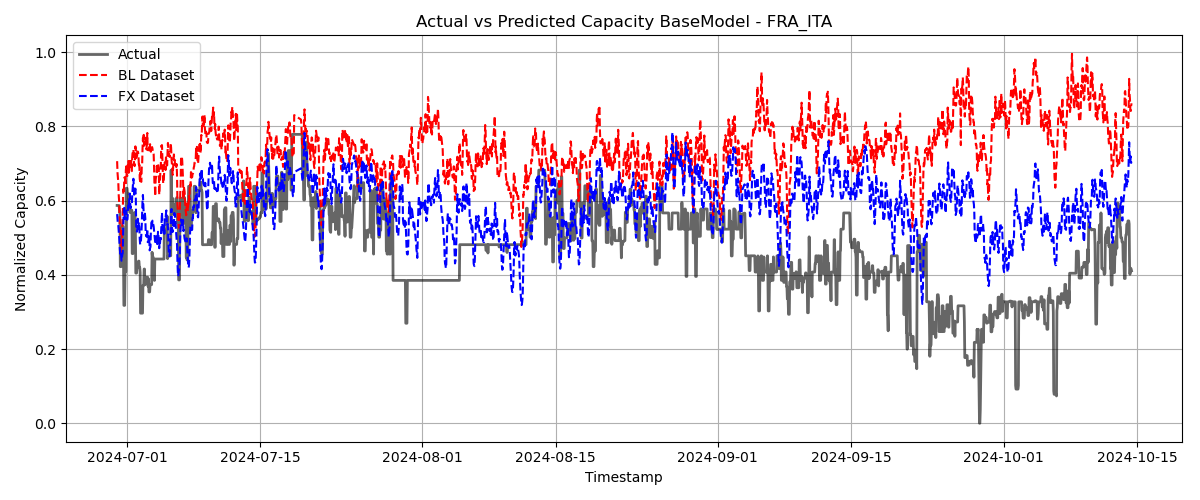 Actual vs Predicted Capacity BaseModel - FRA_ITA
Actual
BL Dataset
FX Dataset
Normalized Capacity
1.0
0.8
0.6
0.4
0.2
0.0
2024-07-01
2024-07-15
2024-08-01
2024-08-15
2024-09-01
2024-09-15
2024-10-01
2024-10-15
Timestamp